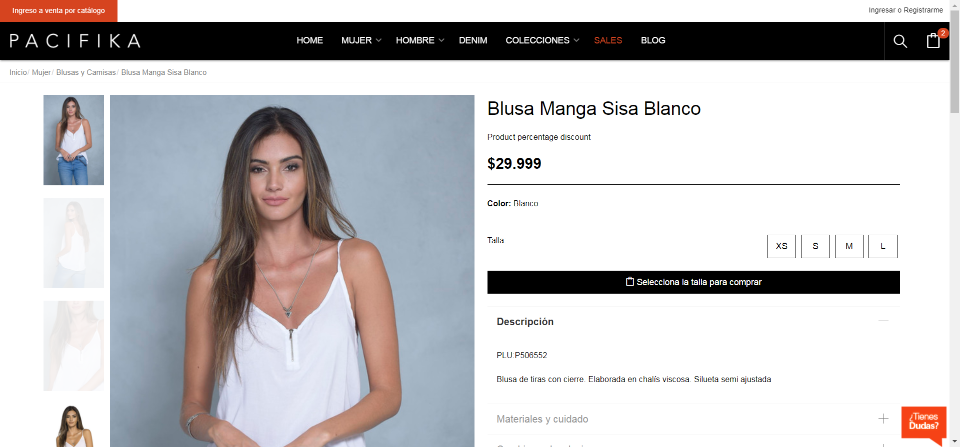 Ingreso a venta por catálogo
Ingresar o Registrarme
PACIFIKA
HOME MUJER HOMBRE DENIM COLECCIONES SALES BLOG
2
Inicio/ Mujer/ Blusas y Camisas/ Blusa Manga Sisa Blanco
Blusa Manga Sisa Blanco
Product percentage discount
$29.999
Color: Blanco
Talla
XS S M L
Selecciona la talla para comprar
Descripción
PLU:P506552
Blusa de tiras con cierre. Elaborada en chalís viscosa. Silueta semi ajustada
Materiales y cuidado
¿Tienes
Dudas?